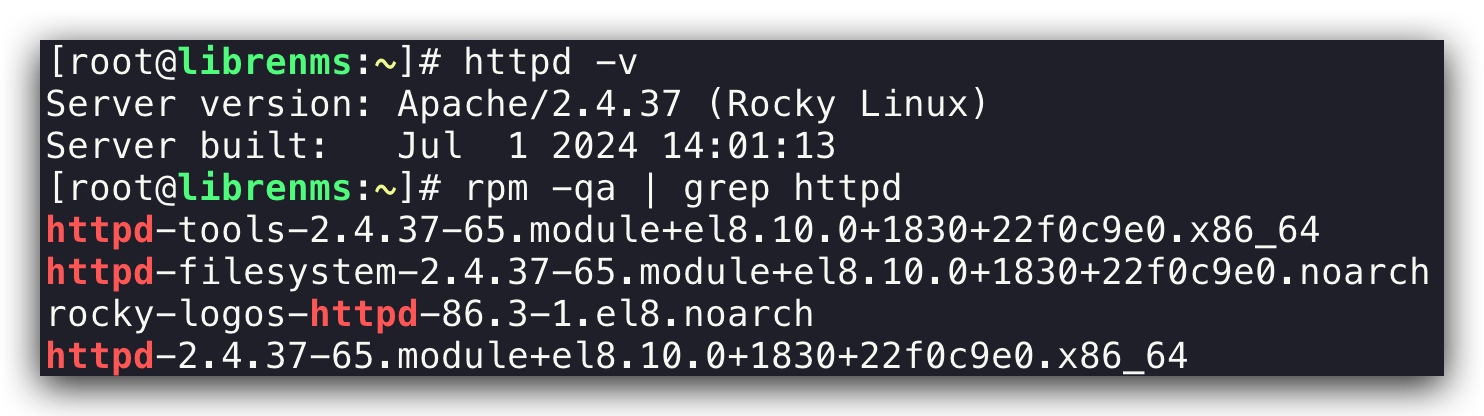 [root@librenms:~]# httpd -v
Server version: Apache/2.4.37 (Rocky Linux)
Server built:   Jul  1 2024 14:01:13
[root@librenms:~]# rpm -qa | grep httpd
httpd-tools-2.4.37-65.module+el8.10.0+1830+22f0c9e0.x86_64
httpd-filesystem-2.4.37-65.module+el8.10.0+1830+22f0c9e0.noarch
rocky-logos-httpd-86.3-1.el8.noarch
httpd-2.4.37-65.module+el8.10.0+1830+22f0c9e0.x86_64